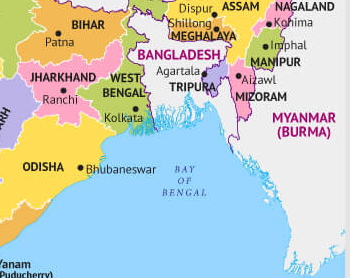 Dispur
ASSAM
NAGALAND
BIHAR
Shillong
Kohima
Patna
MEGHALAYA
Imphal
BANGLADESH
MANIPUR
JHARKHAND
WEST
BENGAL
Agartala
Aizawl
Ranchi
TRIPURA
MIZORAM
Kolkata
MYANMAR
(BURMA)
RH
ODISHA
Bhubaneswar
BAY
OF
BENGAL
Yanam
(Puducherry)